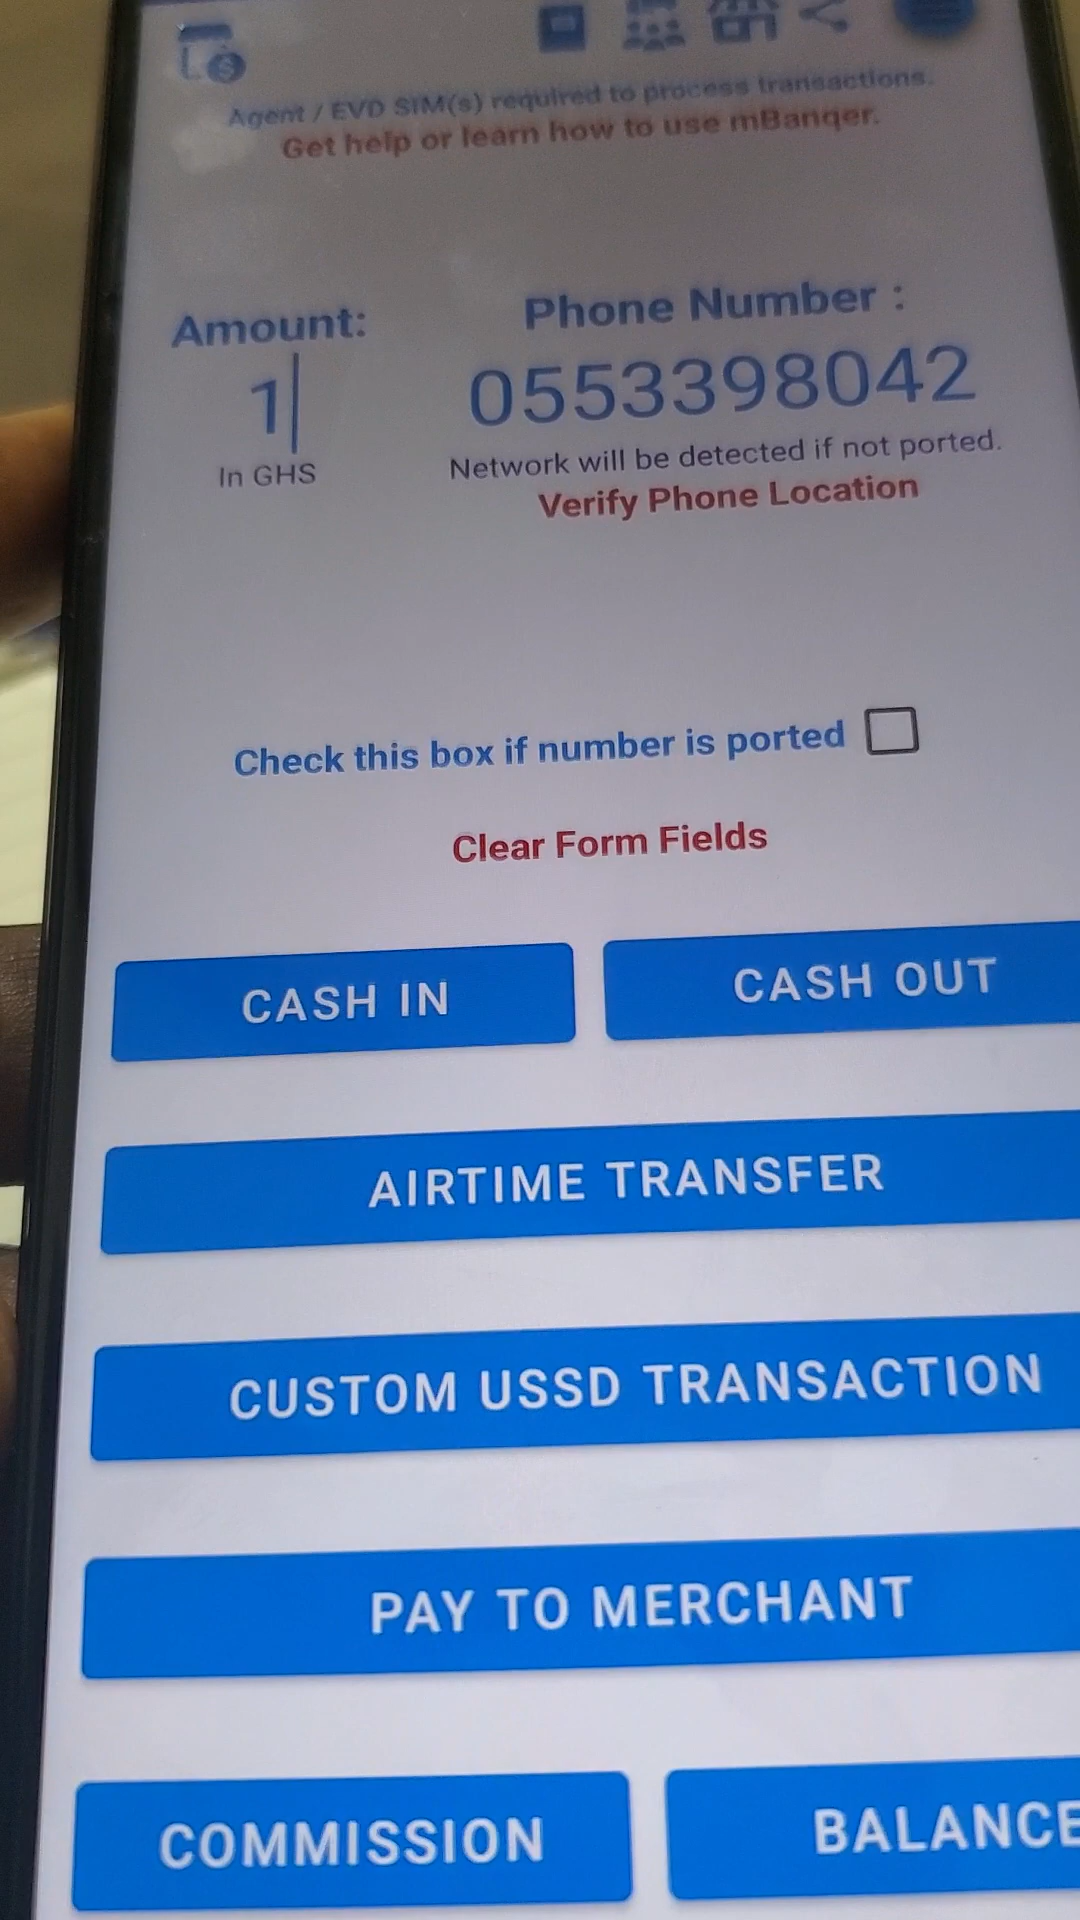 Agent / EVD SIM(s) required to process transactions.
Get help or learn how to use mBanqer.
Amount:
Phone Number :
1
0553398042
In GHS
Network will be detected if not ported.
Verify Phone Location
Check this box if number is ported
Clear Form Fields
CASH IN
CASH OUT
AIRTIME TRANSFER
CUSTOM USSD TRANSACTION
PAY TO MERCHANT
COMMISSION
BALANCE